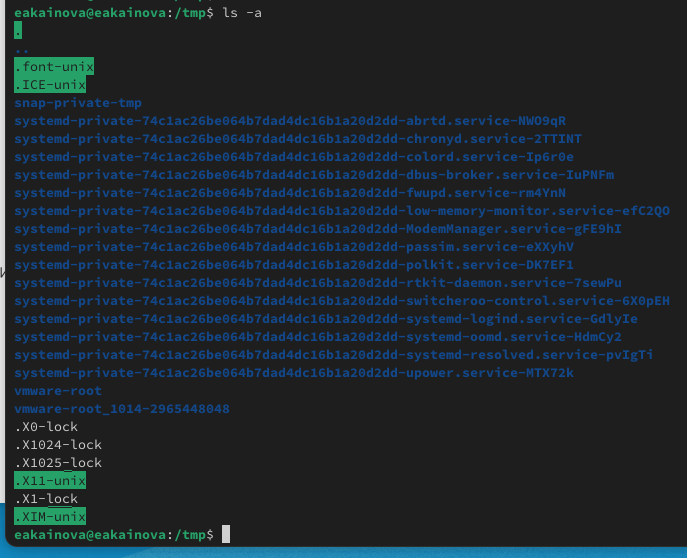 eakainova@eakainova:/tmp$ ls -a
.
..
.font-unix
.ICE-unix
snap-private-tmp
systemd-private-74c1ac26be064b7dad4dc16b1a20d2dd-abrtd.service-NWO9qR
systemd-private-74c1ac26be064b7dad4dc16b1a20d2dd-chronyd.service-2TTINT
systemd-private-74c1ac26be064b7dad4dc16b1a20d2dd-colord.service-Ip6r0e
systemd-private-74c1ac26be064b7dad4dc16b1a20d2dd-dbus-broker.service-IuPNFm
systemd-private-74c1ac26be064b7dad4dc16b1a20d2dd-fwupd.service-rm4YnN
systemd-private-74c1ac26be064b7dad4dc16b1a20d2dd-low-memory-monitor.service-efC2QO
systemd-private-74c1ac26be064b7dad4dc16b1a20d2dd-ModemManager.service-gFE9hI
systemd-private-74c1ac26be064b7dad4dc16b1a20d2dd-passim.service-eXXyhV
systemd-private-74c1ac26be064b7dad4dc16b1a20d2dd-polkit.service-DK7EF1
systemd-private-74c1ac26be064b7dad4dc16b1a20d2dd-rtkit-daemon.service-7sewPu
systemd-private-74c1ac26be064b7dad4dc16b1a20d2dd-switcheroo-control.service-6X0pEH
systemd-private-74c1ac26be064b7dad4dc16b1a20d2dd-systemd-logind.service-GdlyIe
systemd-private-74c1ac26be064b7dad4dc16b1a20d2dd-systemd-oomd.service-HdmCy2
systemd-private-74c1ac26be064b7dad4dc16b1a20d2dd-systemd-resolved.service-pvIgTi
systemd-private-74c1ac26be064b7dad4dc16b1a20d2dd-upower.service-MTX72k
vmware-root
vmware-root_1014-2965448048
.X0-lock
.X1024-lock
.X1025-lock
.X11-unix
.X1-lock
.XIM-unix
eakainova@eakainova:/tmp$